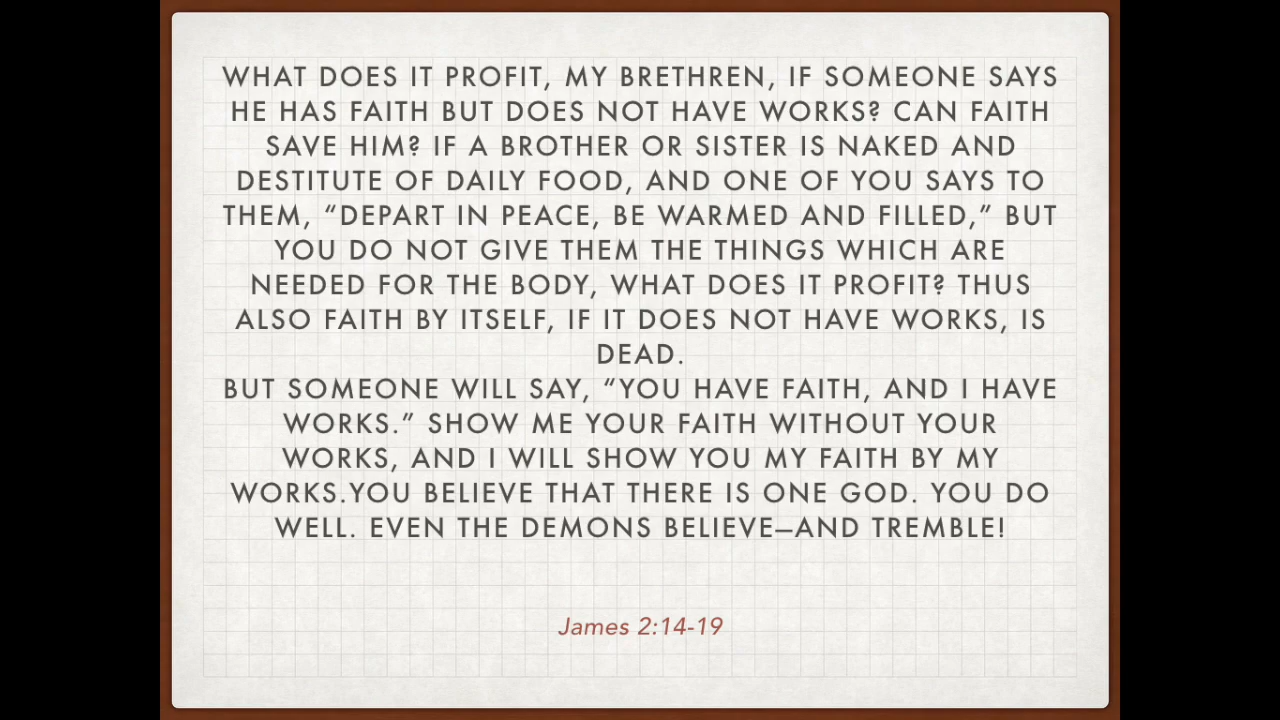 WHAT DOES IT PROFIT, MY BRETHREN, IF SOMEONE SAYS
HE HAS FAITH BUT DOES NOT HAVE WORKS? CAN FAITH
SAVE HIM? IF A BROTHER OR SISTER IS NAKED AND
DESTITUTE OF DAILY FOOD, AND ONE OF YOU SAYS TO
THEM, “DEPART IN PEACE, BE WARMED AND FILLED,” BUT
YOU DO NOT GIVE THEM THE THINGS WHICH ARE
NEEDED FOR THE BODY, WHAT DOES IT PROFIT? THUS
ALSO FAITH BY ITSELF, IF IT DOES NOT HAVE WORKS, IS
DEAD.
BUT SOMEONE WILL SAY, “YOU HAVE FAITH, AND I HAVE
WORKS.” SHOW ME YOUR FAITH WITHOUT YOUR
WORKS, AND I WILL SHOW YOU MY FAITH BY MY
WORKS.YOU BELIEVE THAT THERE IS ONE GOD. YOU DO
WELL. EVEN THE DEMONS BELIEVE—AND TREMBLE!
James 2:14-19